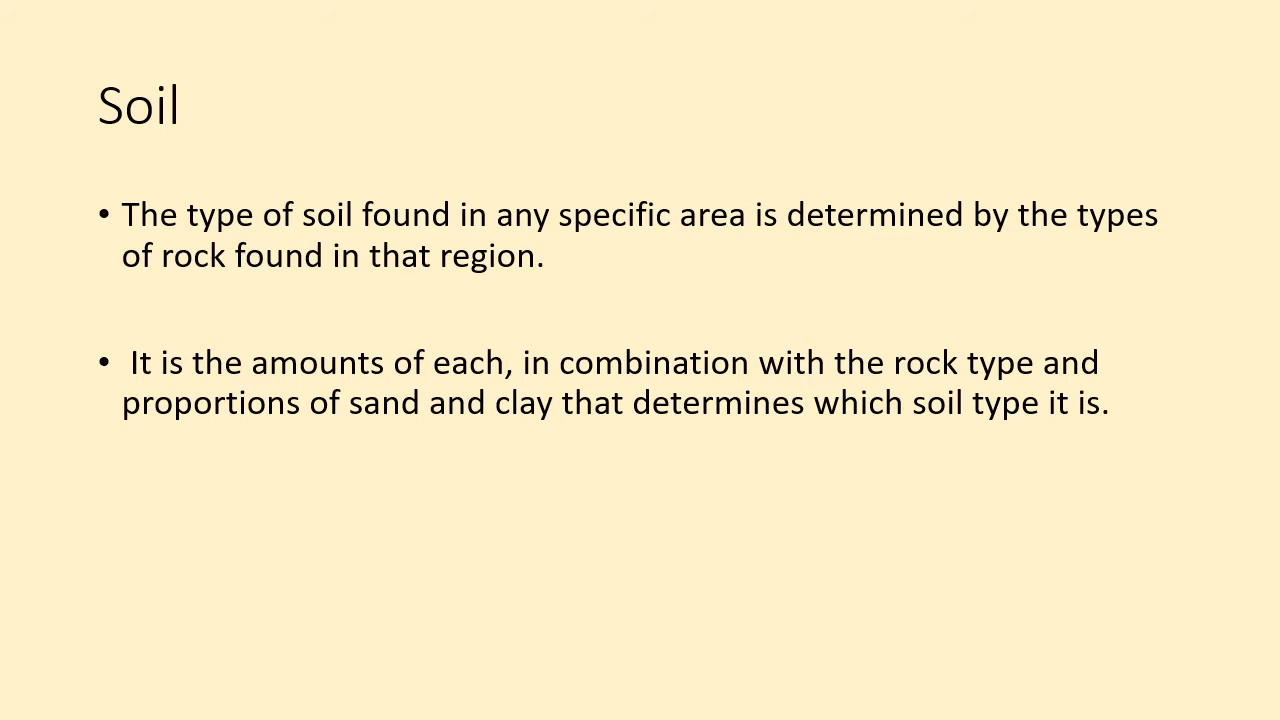 Soil
• The type of soil found in any specific area is determined by the types
of rock found in that region.
• It is the amounts of each, in combination with the rock type and
proportions of sand and clay that determines which soil type it is.